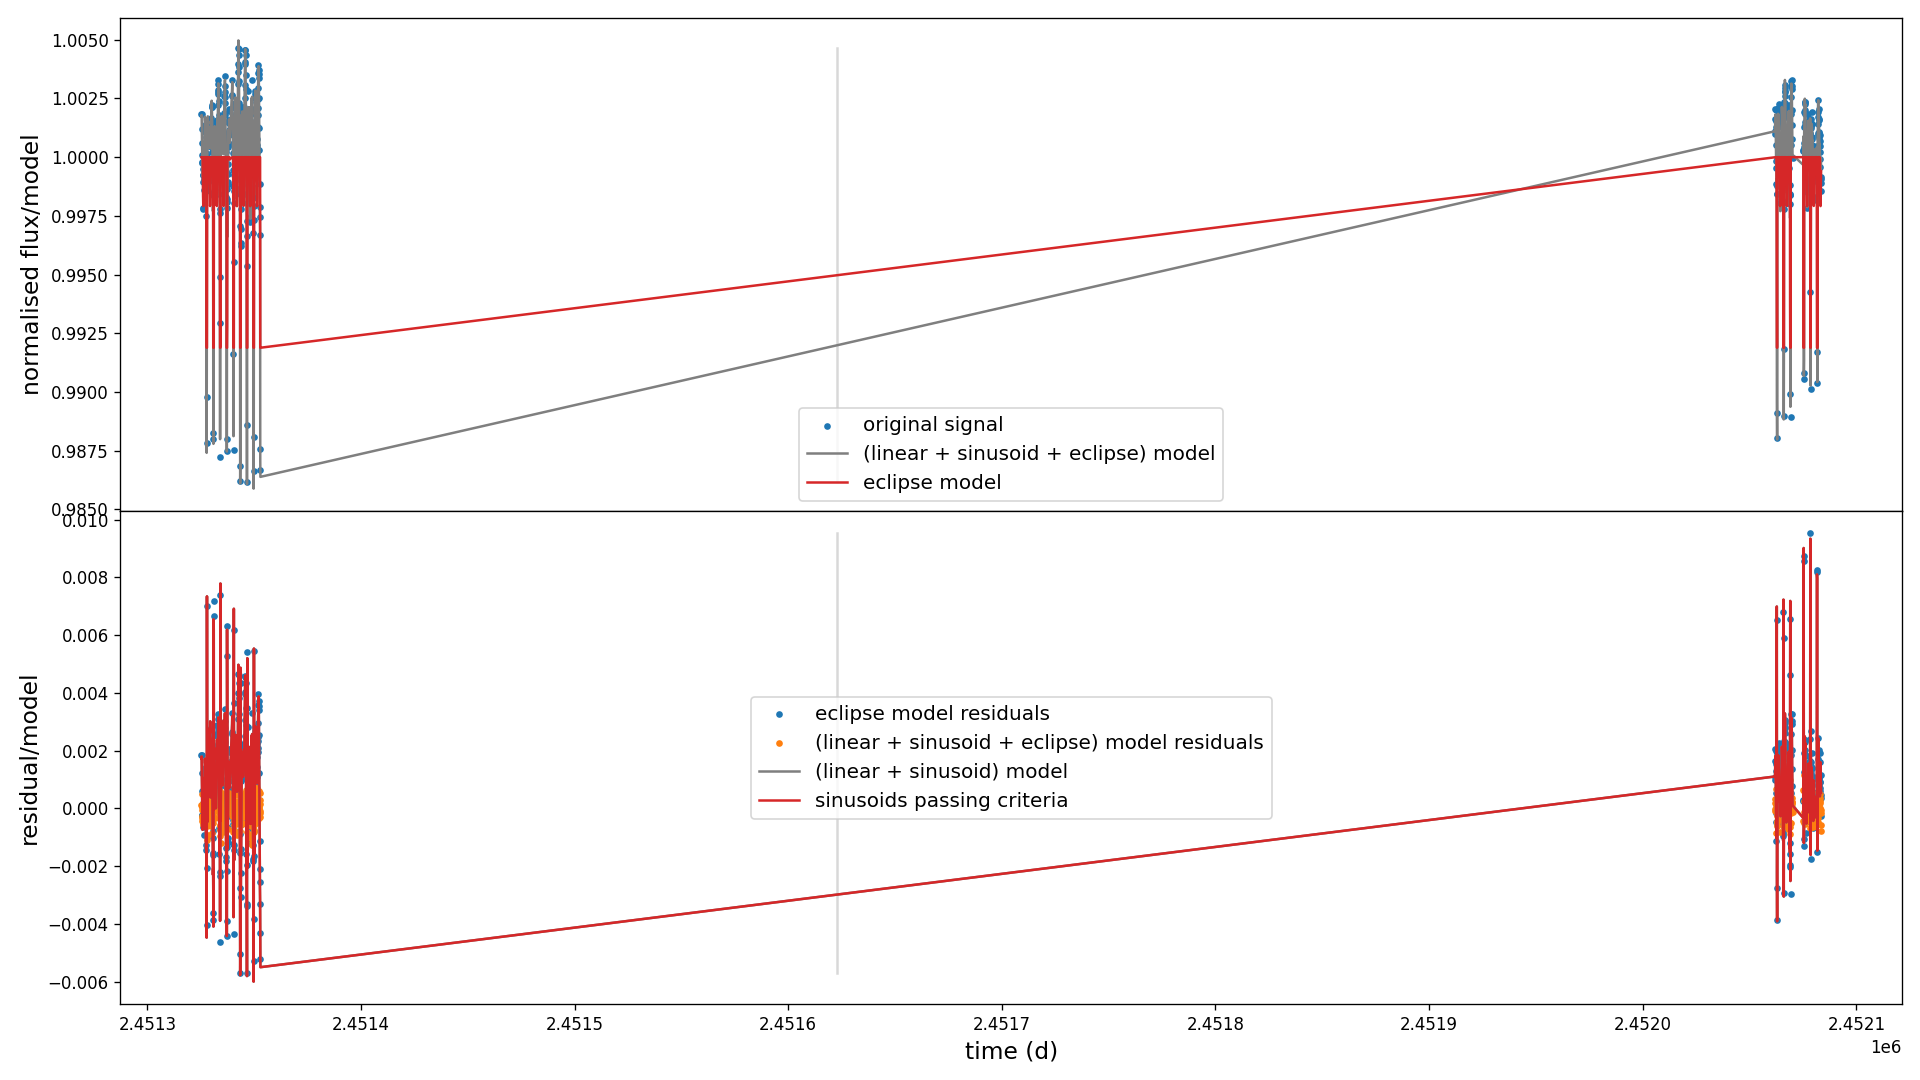 1.0050
1.0025
1.0000
0.9975
0.9950
0.9925
0.9900
0.9875
0.9850
normalised flux/model
original signal
(linear + sinusoid + eclipse) model
eclipse model
0.010
0.008
0.006
0.004
0.002
0.000
−0.002
−0.004
−0.006
residual/model
eclipse model residuals
(linear + sinusoid + eclipse) model residuals
(linear + sinusoid) model
sinusoids passing criteria
2.4513 2.4514 2.4515 2.4516 2.4517 2.4518 2.4519 2.4520 2.4521
1e6
time (d)